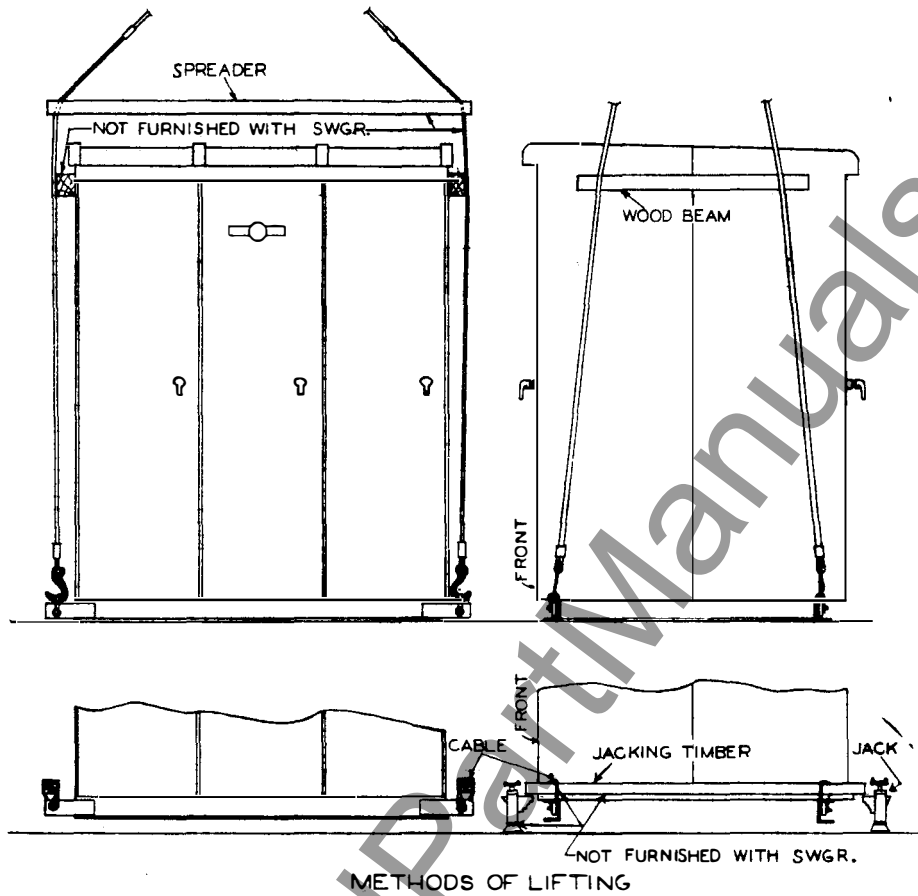 SPREADER
NOT FURNISHED WITH SWGR.
WOOD BEAM
FRONT
FRONT
CABLE
JACKING TIMBER
JACK
NOT FURNISHED WITH SWGR.
METHODS OF LIFTING
PartManuals